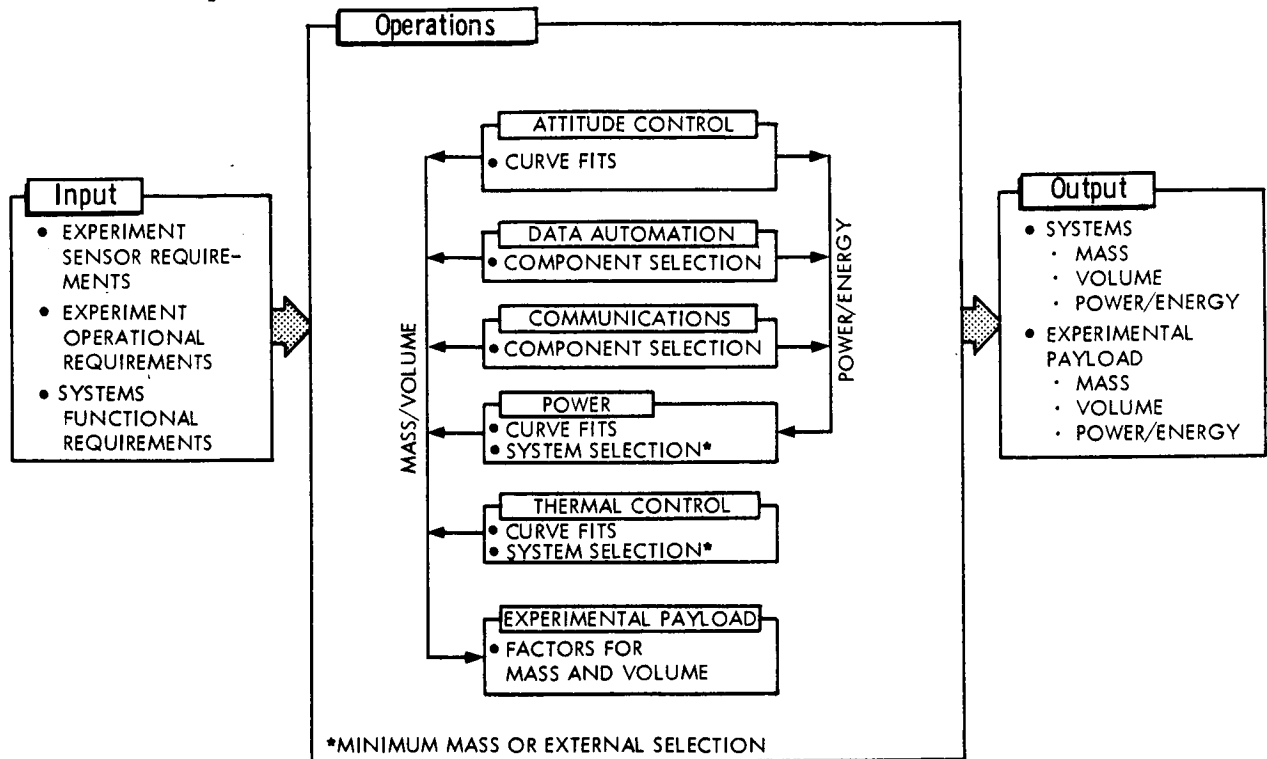 Operations
Input
• EXPERIMENT
SENSOR REQUIRE-
MENTS
• EXPERIMENT
OPERATIONAL
REQUIREMENTS
• SYSTEMS
FUNCTIONAL
REQUIREMENTS
MASS/VOLUME
ATTITUDE CONTROL
• CURVE FITS
DATA AUTOMATION
• COMPONENT SELECTION
COMMUNICATIONS
• COMPONENT SELECTION
POWER
• CURVE FITS
• SYSTEM SELECTION*
THERMAL CONTROL
• CURVE FITS
• SYSTEM SELECTION*
EXPERIMENTAL PAYLOAD
• FACTORS FOR
MASS AND VOLUME
POWER/ENERGY
*MINIMUM MASS OR EXTERNAL SELECTION
Output
• SYSTEMS
· MASS
· VOLUME
· POWER/ENERGY
• EXPERIMENTAL
PAYLOAD
· MASS
· VOLUME
· POWER/ENERGY